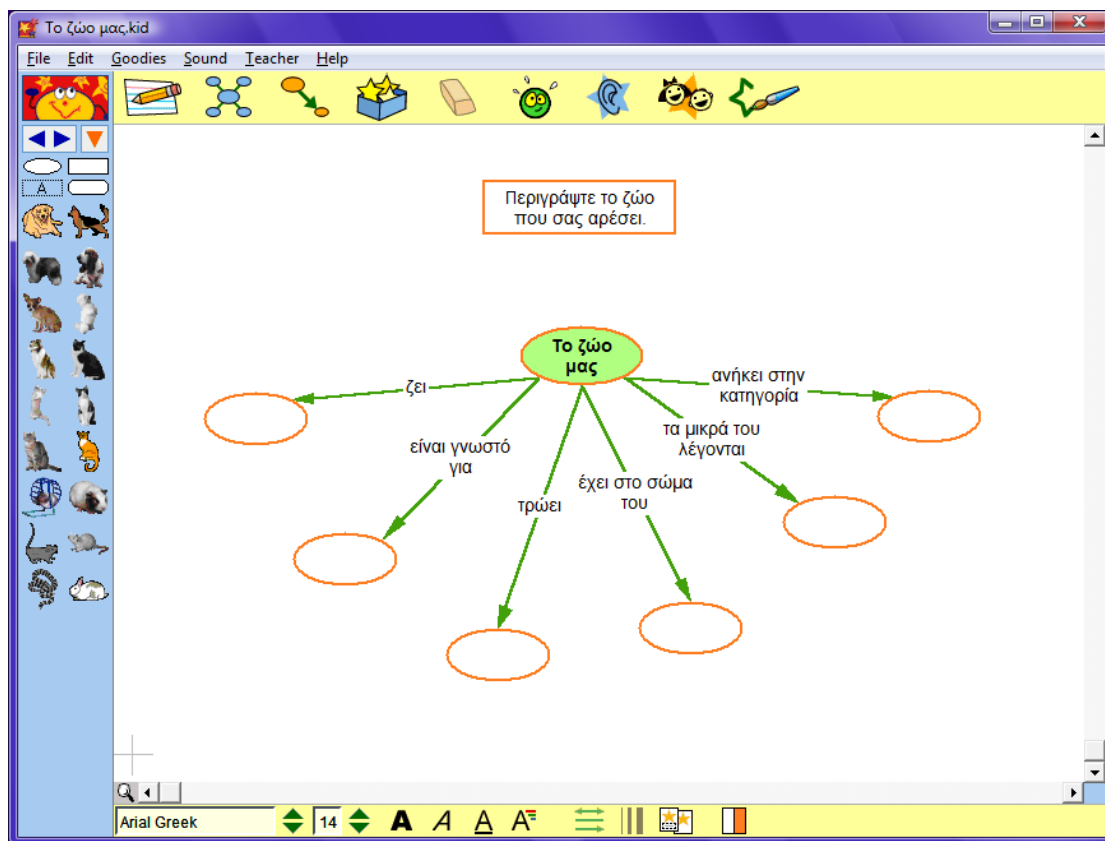 Το ζώο μας.kid
File Edit Goodies Sound Teacher Help
A
Περιγράψτε το ζώο
που σας αρέσει.
Το ζώο
μας
ζει
είναι γνωστό
για
τρώει
έχει στο σώμα
του
τα μικρά του
λέγονται
ανήκει στην
κατηγορία
Arial Greek 14 A A A A